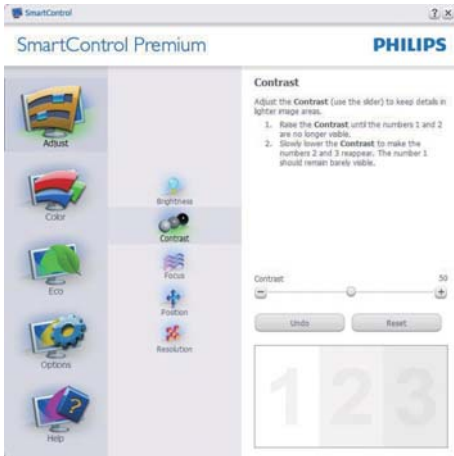 SmartControl
? X
SmartControl Premium
PHILIPS
Adjust
Color
Eco
Options
Help
Brightness
Contrast
Focus
Position
Resolution
Contrast
Adjust the Contrast (use the slider) to keep details in
lighter image areas.
1. Raise the Contrast until the numbers 1 and 2
are no longer visible.
2. Slowly lower the Contrast to make the
numbers 2 and 3 reappear. The number 1
should remain barely visible.
Contrast 50
Undo Reset
1 2 3